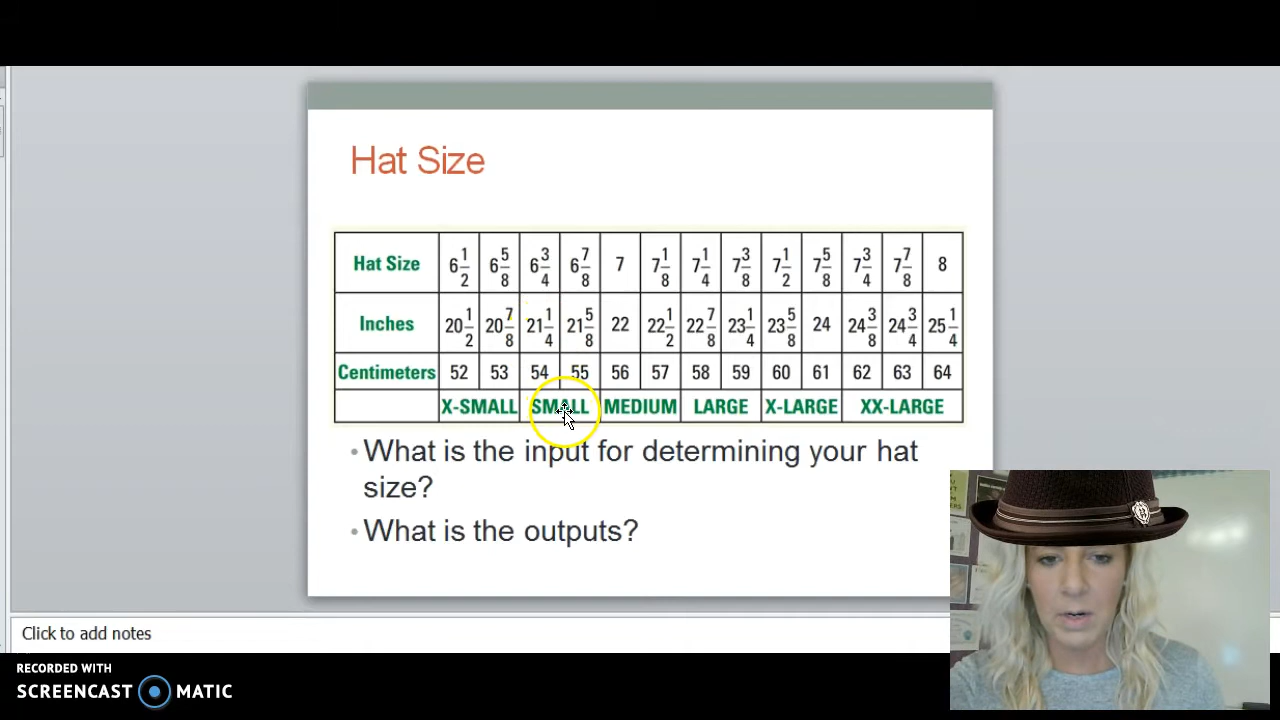 Hat Size
Hat Size 6 1/2 6 5/8 6 3/4 6 7/8 7 7 1/8 7 1/4 7 3/8 7 1/2 7 5/8 7 3/4 7 7/8 8
Inches 20 1/2 20 7/8 21 1/4 21 5/8 22 22 1/2 22 7/8 23 1/4 23 5/8 24 24 3/8 24 3/4 25 1/4
Centimeters 52 53 54 55 56 57 58 59 60 61 62 63 64
X-SMALL SMALL MEDIUM LARGE X-LARGE XX-LARGE
• What is the input for determining your hat
size?
• What is the outputs?
Click to add notes
RECORDED WITH
SCREENCAST MATIC